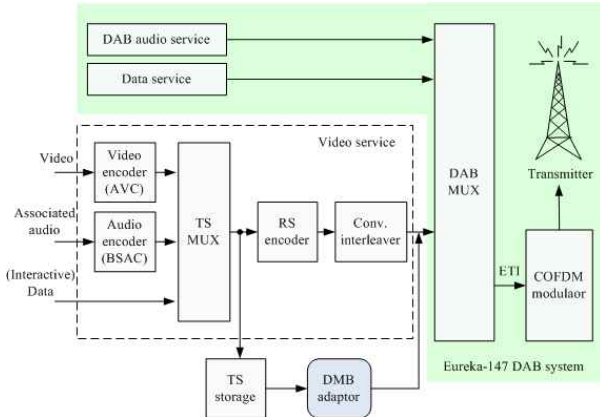 DAB audio service
Data service
Video service
Video
Video
encoder
(AVC)
Associated
audio
Audio
encoder
(BSAC)
(Interactive)
Data
TS
MUX
RS
encoder
Conv.
interleaver
DAB
MUX
ETI
Transmitter
COFDM
modulaor
TS
storage
DMB
adaptor
Eureka-147 DAB system